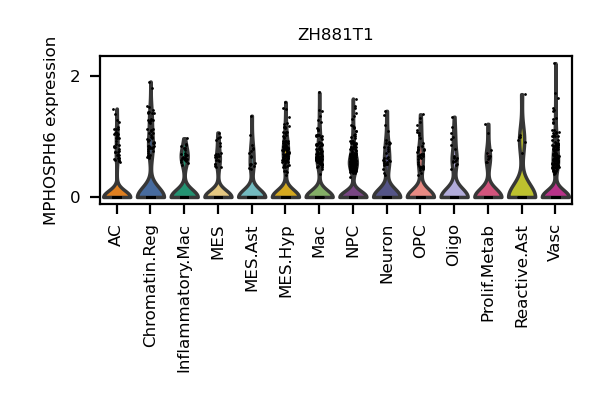 ZH881T1
MPHOSPH6 expression
2
0
AC
Chromatin.Reg
Inflammatory.Mac
MES
MES.Ast
MES.Hyp
Mac
NPC
Neuron
OPC
Oligo
Prolif.Metab
Reactive.Ast
Vasc